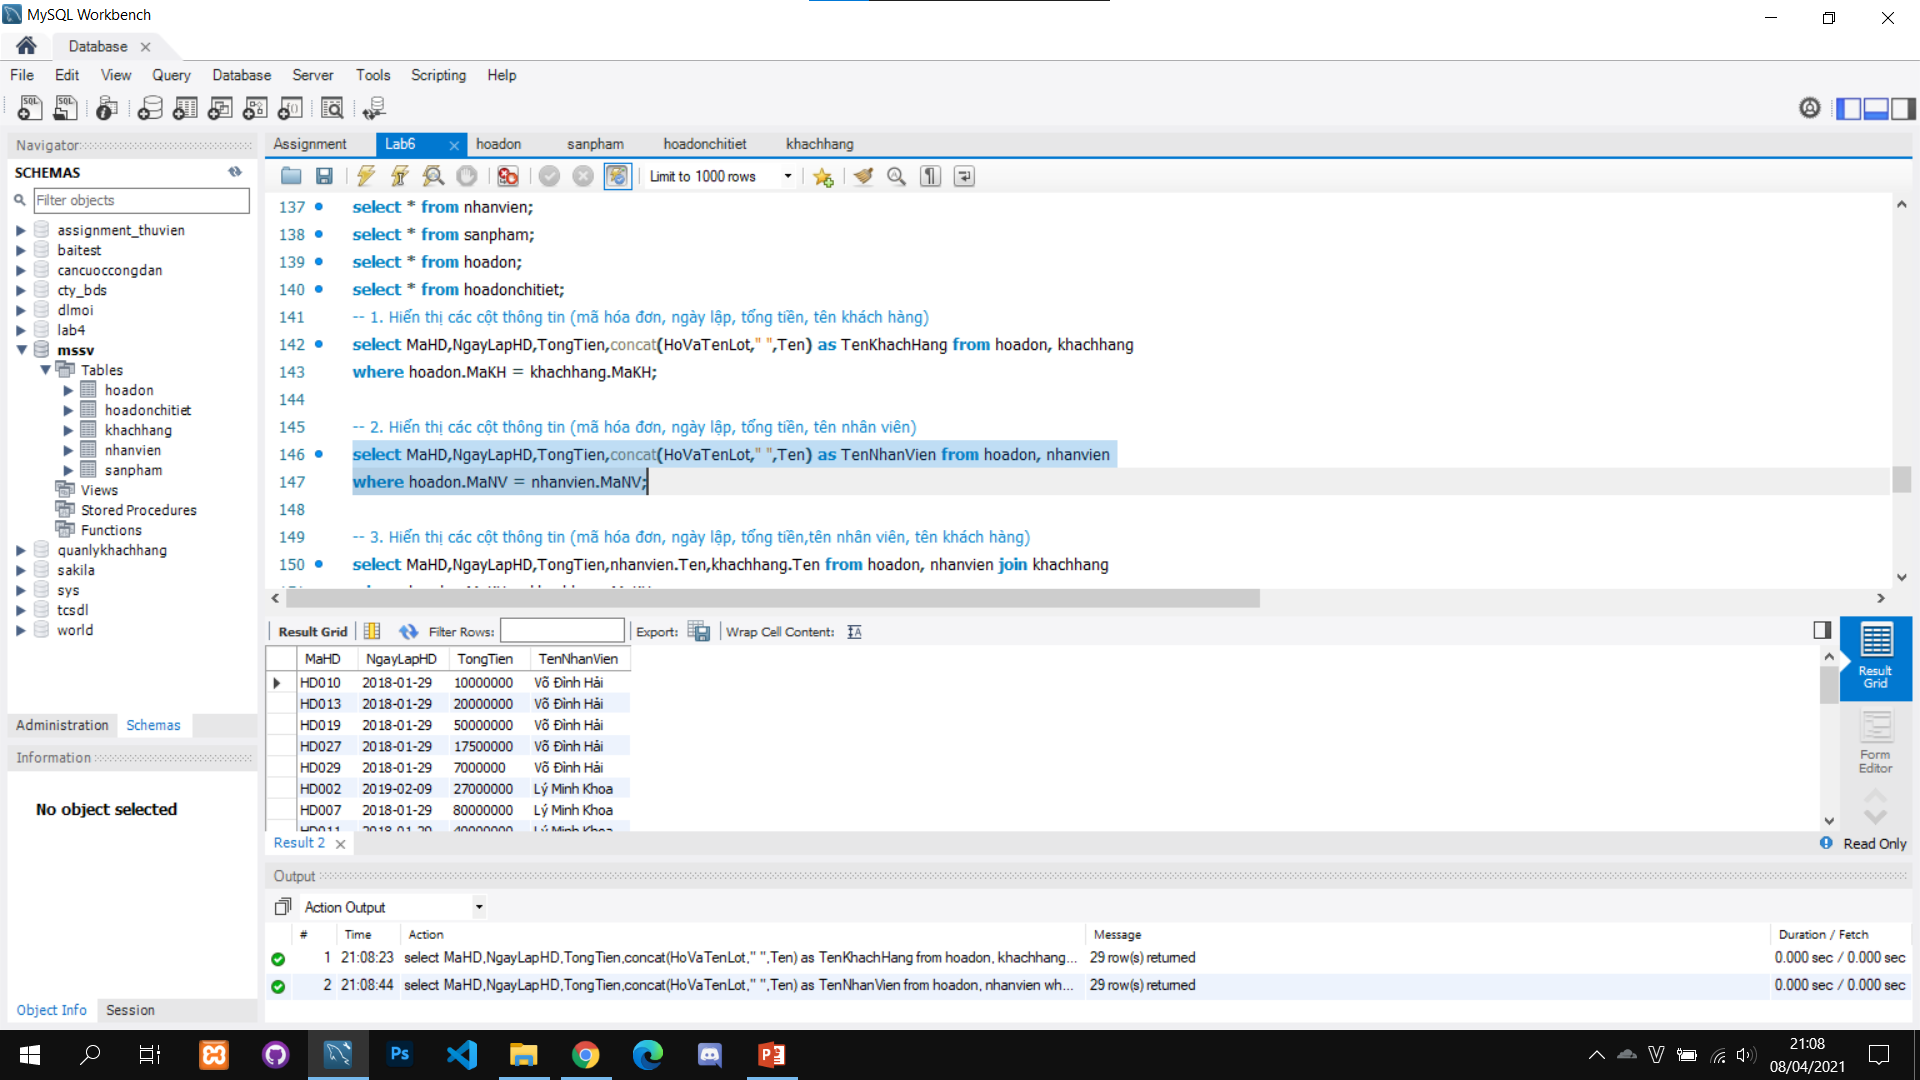 MySQL Workbench
Database
File Edit View Query Database Server Tools Scripting Help
Navigator
SCHEMAS
Filter objects
assignment_thuvien
baitest
cancuoccongdan
cty_bds
dlmoi
lab4
mssv
Tables
hoadon
hoadonchitiet
khachhang
nhanvien
sanpham
Views
Stored Procedures
Functions
quanlykhachhang
sakila
sys
tcsdl
world
Administration Schemas
Information
No object selected
Object Info Session
Assignment Lab6 hoadon sanpham hoadonchitiet khachhang
Limit to 1000 rows
137 select * from nhanvien;
138 select * from sanpham;
139 select * from hoadon;
140 select * from hoadonchitiet;
141 -- 1. Hiển thị các cột thông tin (mã hóa đơn, ngày lập, tổng tiền, tên khách hàng)
142 select MaHD,NgayLapHD,TongTien,concat(HoVaTenLot," ",Ten) as TenKhachHang from hoadon, khachhang
143 where hoadon.MaKH = khachhang.MaKH;
144
145 -- 2. Hiển thị các cột thông tin (mã hóa đơn, ngày lập, tổng tiền, tên nhân viên)
146 select MaHD,NgayLapHD,TongTien,concat(HoVaTenLot," ",Ten) as TenNhanVien from hoadon, nhanvien
147 where hoadon.MaNV = nhanvien.MaNV;
148
149 -- 3. Hiển thị các cột thông tin (mã hóa đơn, ngày lập, tổng tiền,tên nhân viên, tên khách hàng)
150 select MaHD,NgayLapHD,TongTien,nhanvien.Ten,khachhang.Ten from hoadon, nhanvien join khachhang
Result Grid Filter Rows: Export: Wrap Cell Content:
MaHD NgayLapHD TongTien TenNhanVien
HD010 2018-01-29 10000000 Võ Đình Hải
HD013 2018-01-29 20000000 Võ Đình Hải
HD019 2018-01-29 50000000 Võ Đình Hải
HD027 2018-01-29 17500000 Võ Đình Hải
HD029 2018-01-29 7000000 Võ Đình Hải
HD002 2019-02-09 27000000 Lý Minh Khoa
HD007 2018-01-29 80000000 Lý Minh Khoa
HD011 2018-01-29 40000000 Lý Minh Khoa
Result Grid
Form Editor
Result 2
Read Only
Output
Action Output
# Time Action Message Duration / Fetch
1 21:08:23 select MaHD,NgayLapHD,TongTien,concat(HoVaTenLot," ",Ten) as TenKhachHang from hoadon, khachhang... 29 row(s) returned 0.000 sec / 0.000 sec
2 21:08:44 select MaHD,NgayLapHD,TongTien,concat(HoVaTenLot," ",Ten) as TenNhanVien from hoadon, nhanvien wh... 29 row(s) returned 0.000 sec / 0.000 sec
21:08
08/04/2021